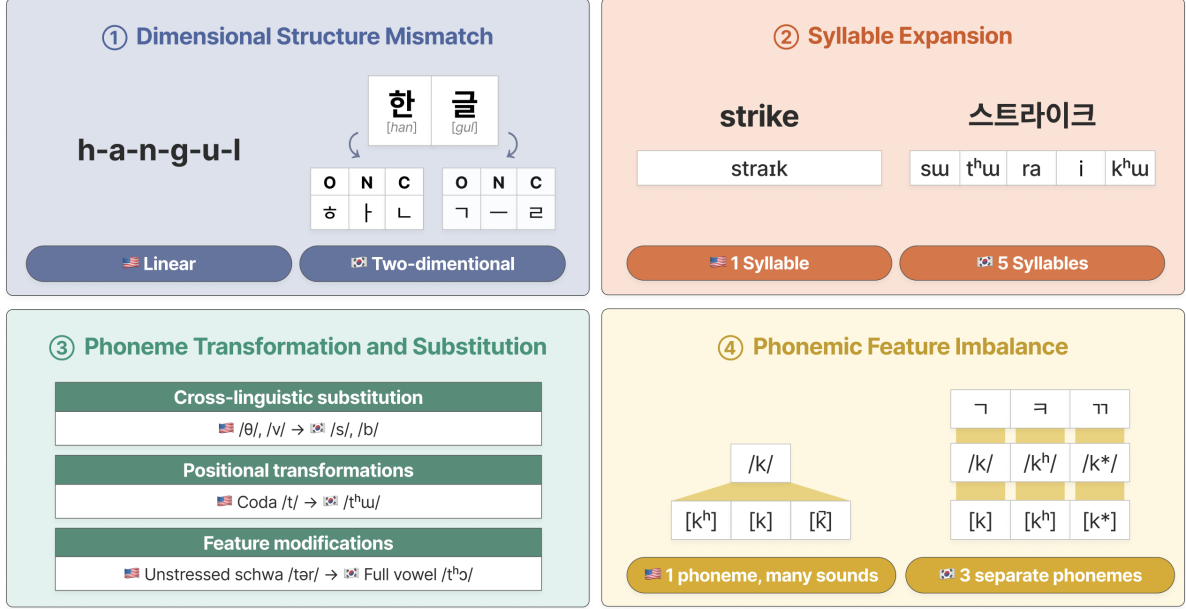 ① Dimensional Structure Mismatch
h-a-n-g-u-l
한 글
[han] [gul]
O N C O N C
ㅎ ㅏ ㄴ ㄱ ㅡ ㄹ
🇺🇸 Linear
🇰🇷 Two-dimentional
② Syllable Expansion
strike 스트라이크
straɪk sɯ tʰɯ ra i kʰɯ
🇺🇸 1 Syllable
🇰🇷 5 Syllables
③ Phoneme Transformation and Substitution
Cross-linguistic substitution
🇺🇸 /θ/, /v/ → 🇰🇷 /s/, /b/
Positional transformations
🇺🇸 Coda /t/ → 🇰🇷 /tʰɯ/
Feature modifications
🇺🇸 Unstressed schwa /tər/ → 🇰🇷 Full vowel /tʰɔ/
④ Phonemic Feature Imbalance
ㄱ ㅋ ㄲ
/k/ /k/ /kʰ/ /k*/
[kʰ] [k] [k̚] [k] [kʰ] [k*]
🇺🇸 1 phoneme, many sounds
🇰🇷 3 separate phonemes